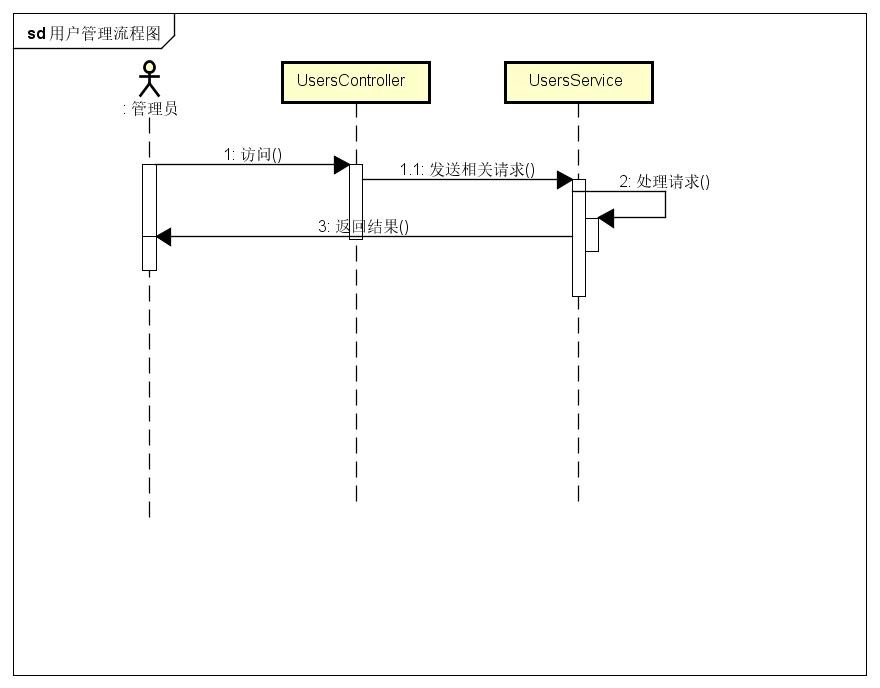 sd 用户管理流程图
: 管理员
UsersController
UsersService
1: 访问()
1.1: 发送相关请求()
2: 处理请求()
3: 返回结果()